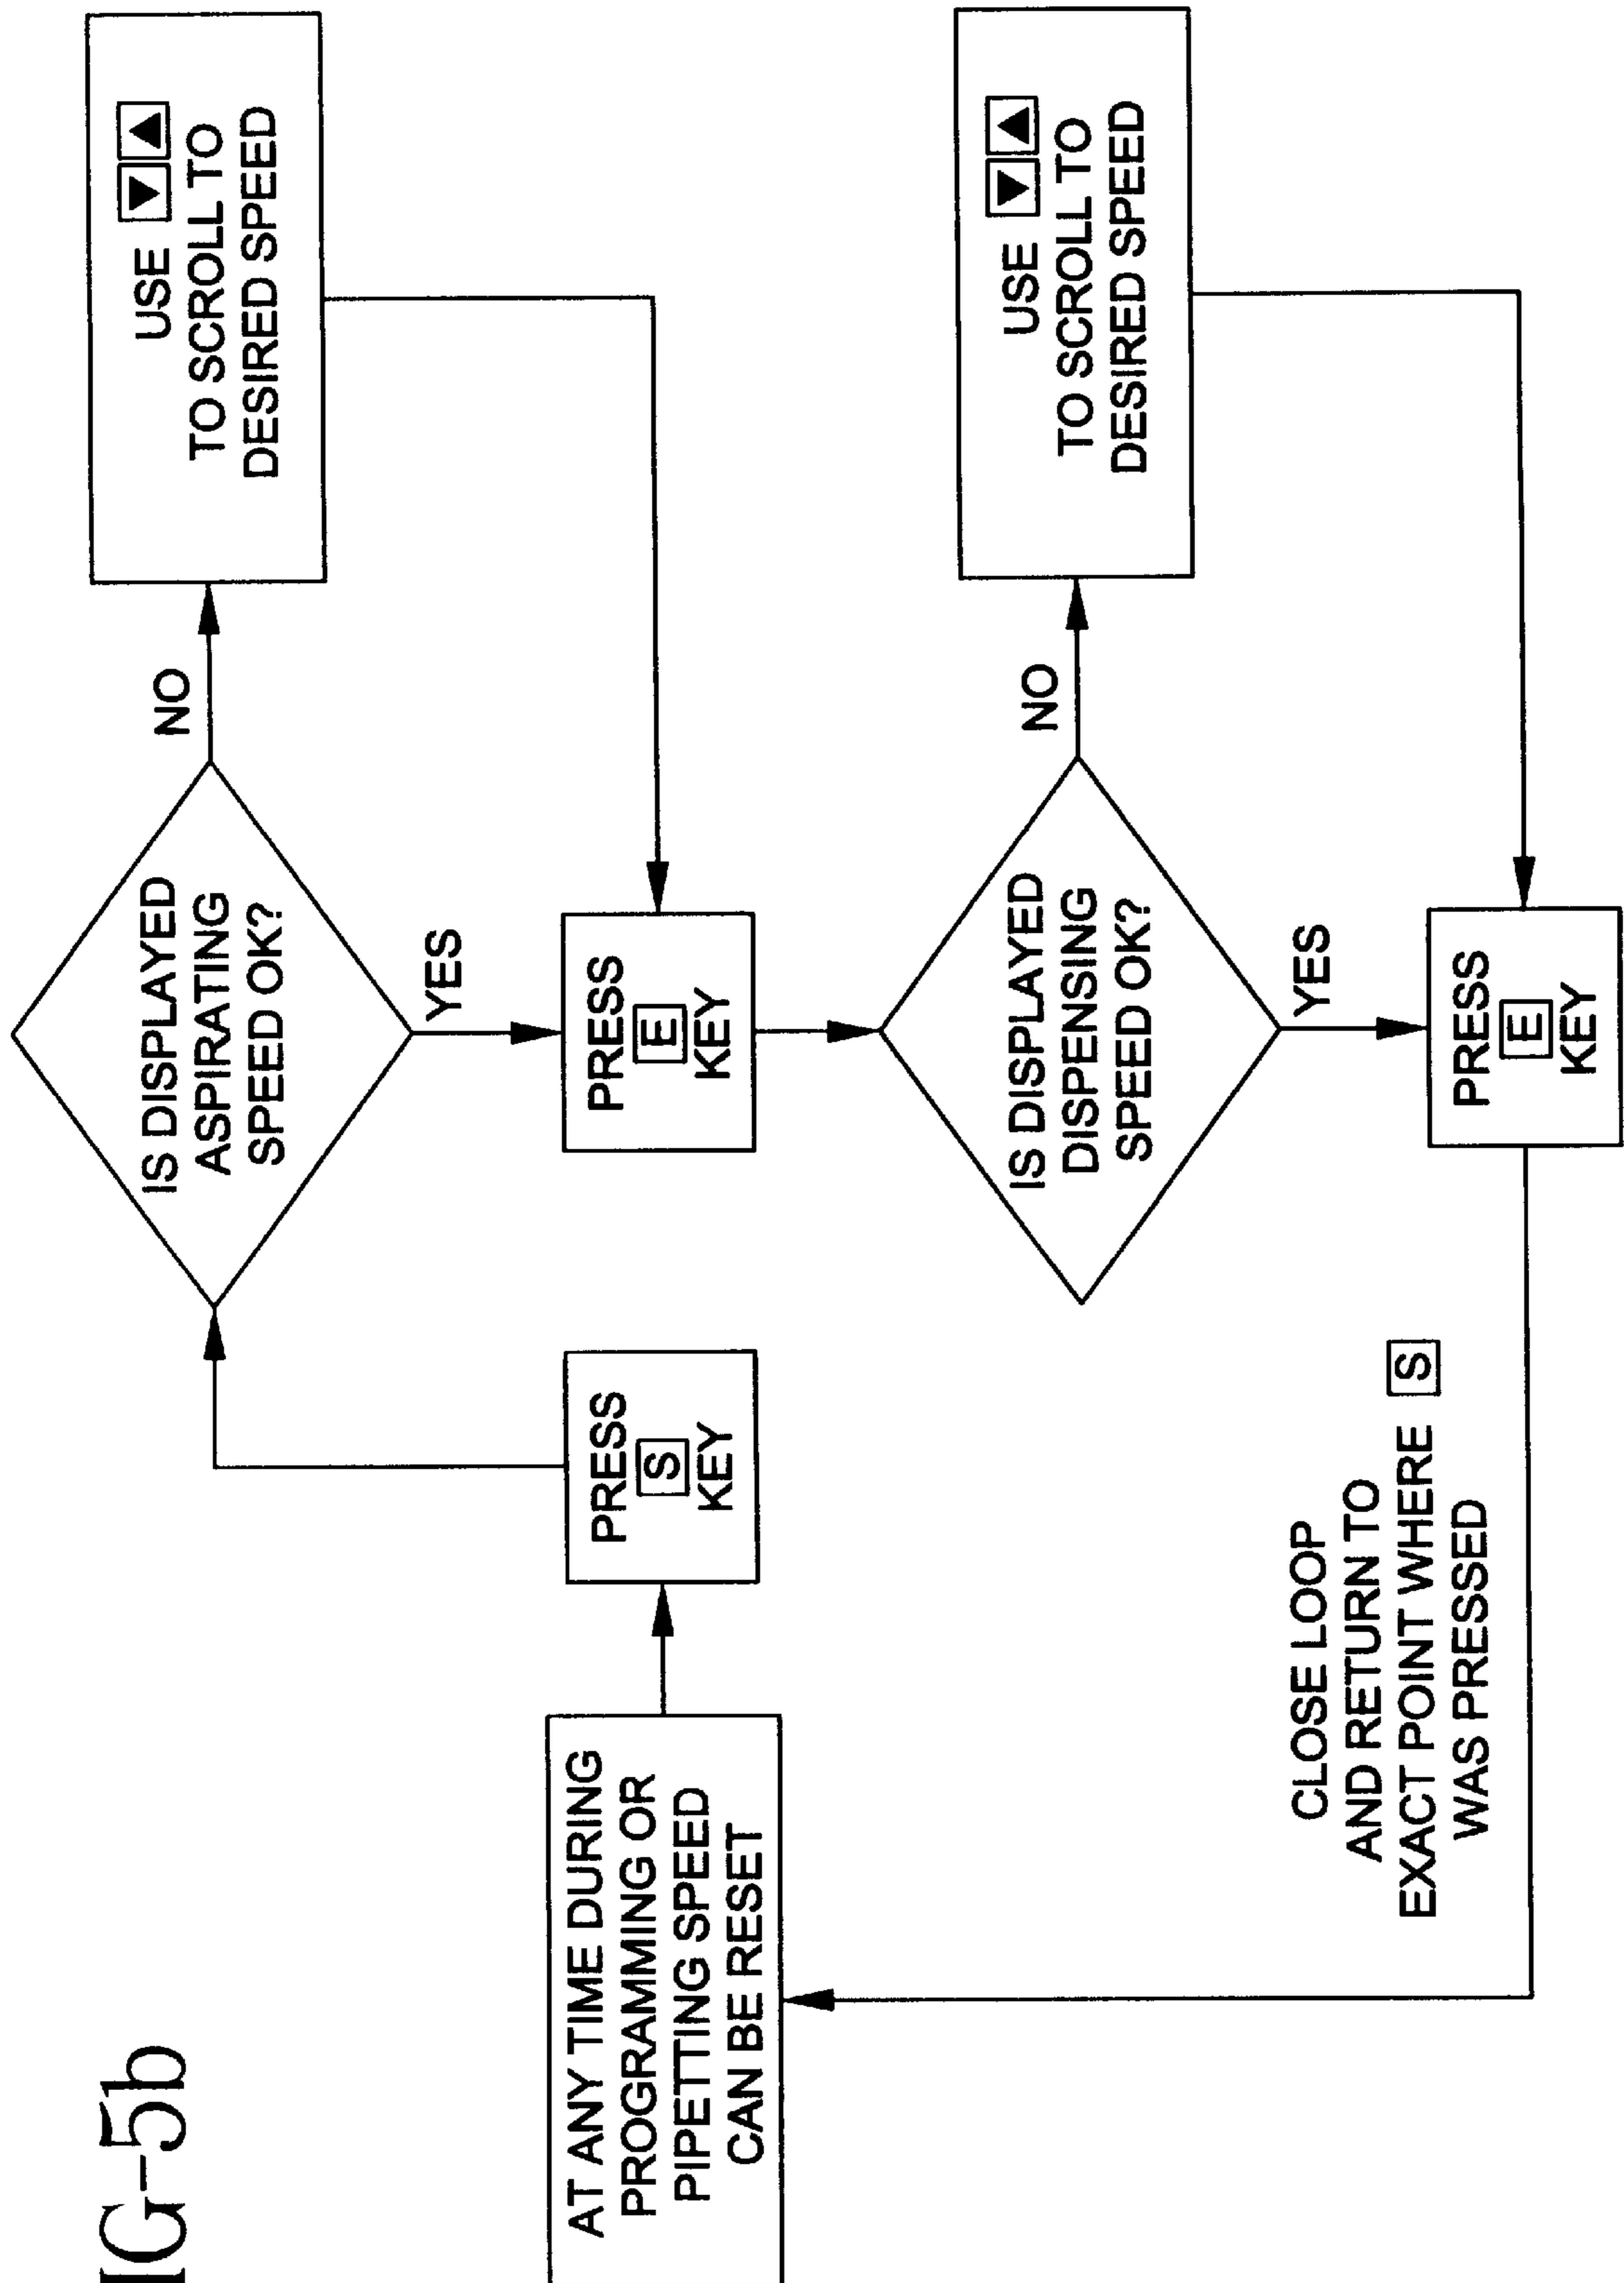 IG-5b
AT ANY TIME DURING
PROGRAMMING OR
PIPETTING SPEED
CAN BE RESET
PRESS
S
KEY
IS DISPLAYED
ASPIRATING
SPEED OK?
NO
USE ▼ ▲
TO SCROLL TO
DESIRED SPEED
YES
PRESS
E
KEY
IS DISPLAYED
DISPENSING
SPEED OK?
NO
USE ▼ ▲
TO SCROLL TO
DESIRED SPEED
YES
PRESS
E
KEY
CLOSE LOOP
AND RETURN TO
EXACT POINT WHERE S
WAS PRESSED